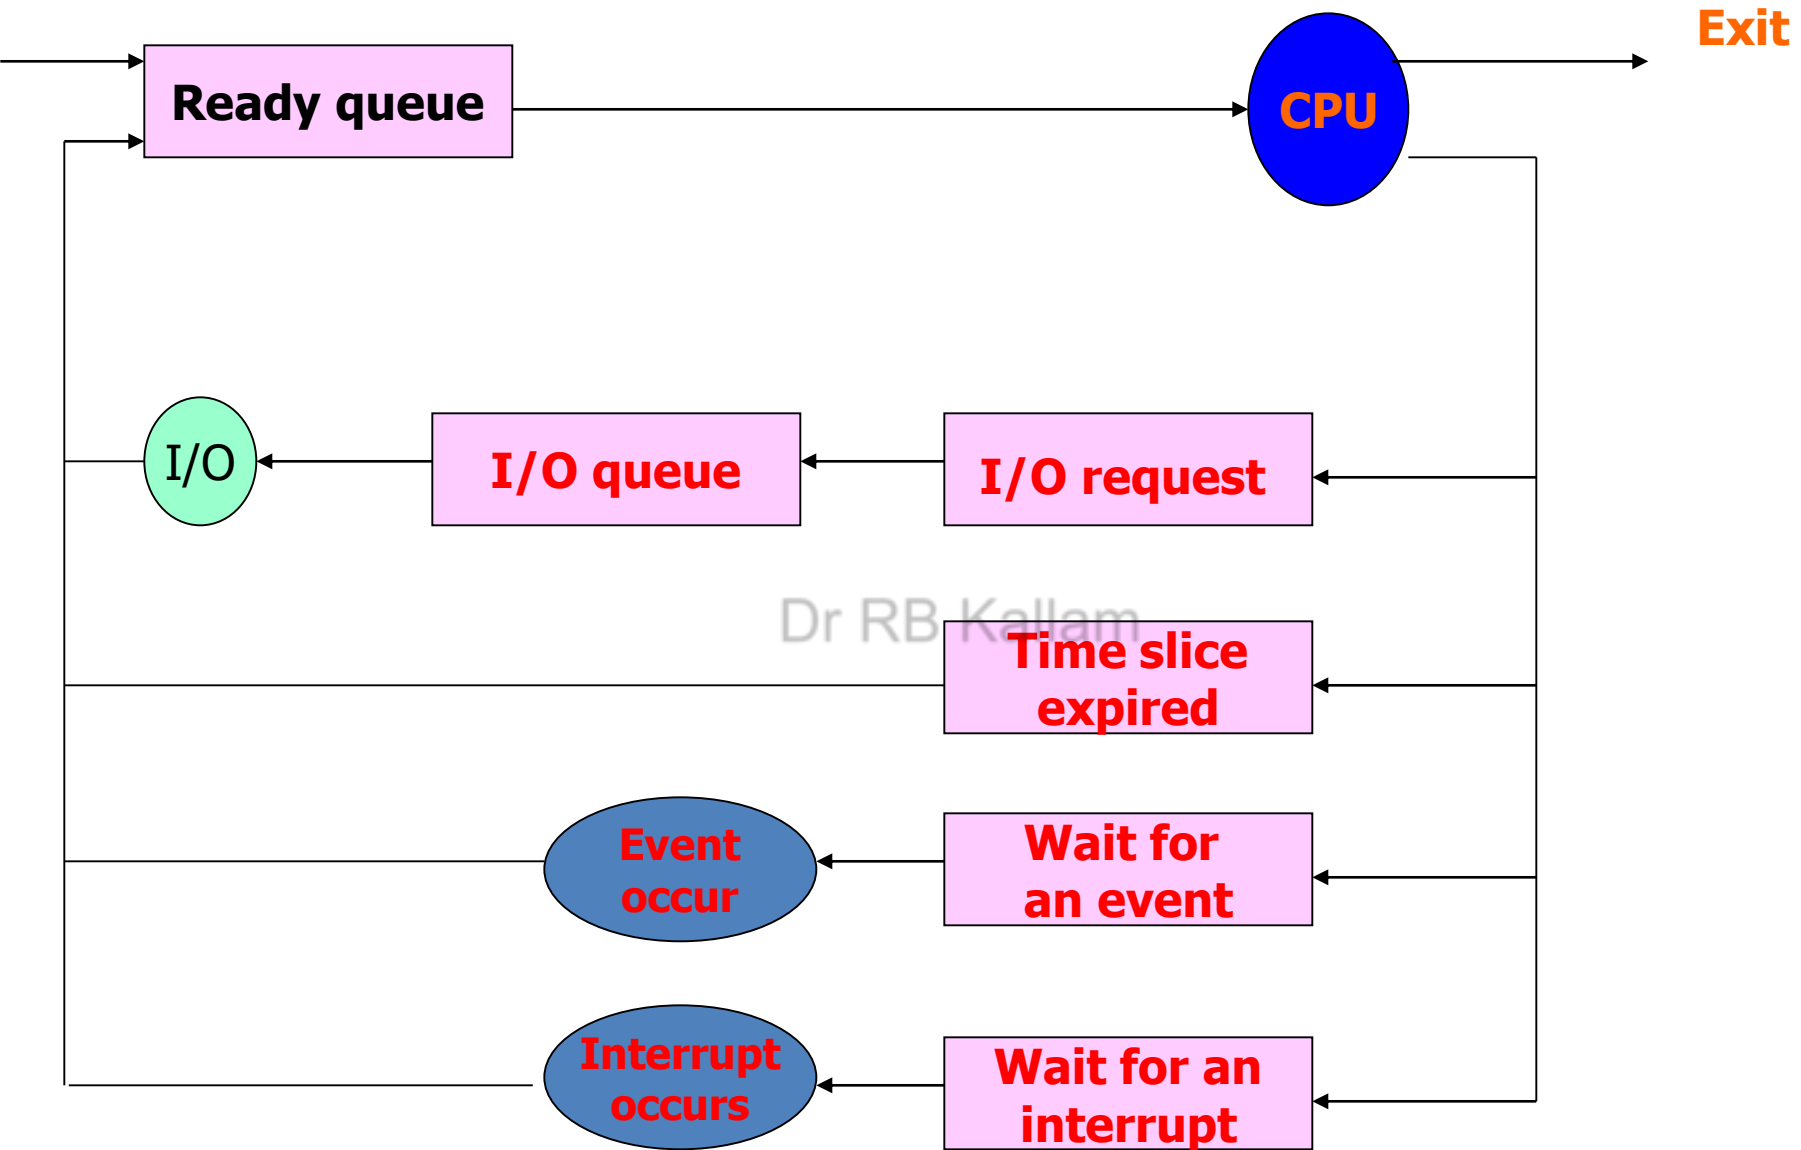 Exit
Ready queue
CPU
I/O
I/O queue
I/O request
Dr RB Kallam
Time slice
expired
Event
occur
Wait for
an event
Interrupt
occurs
Wait for an
interrupt